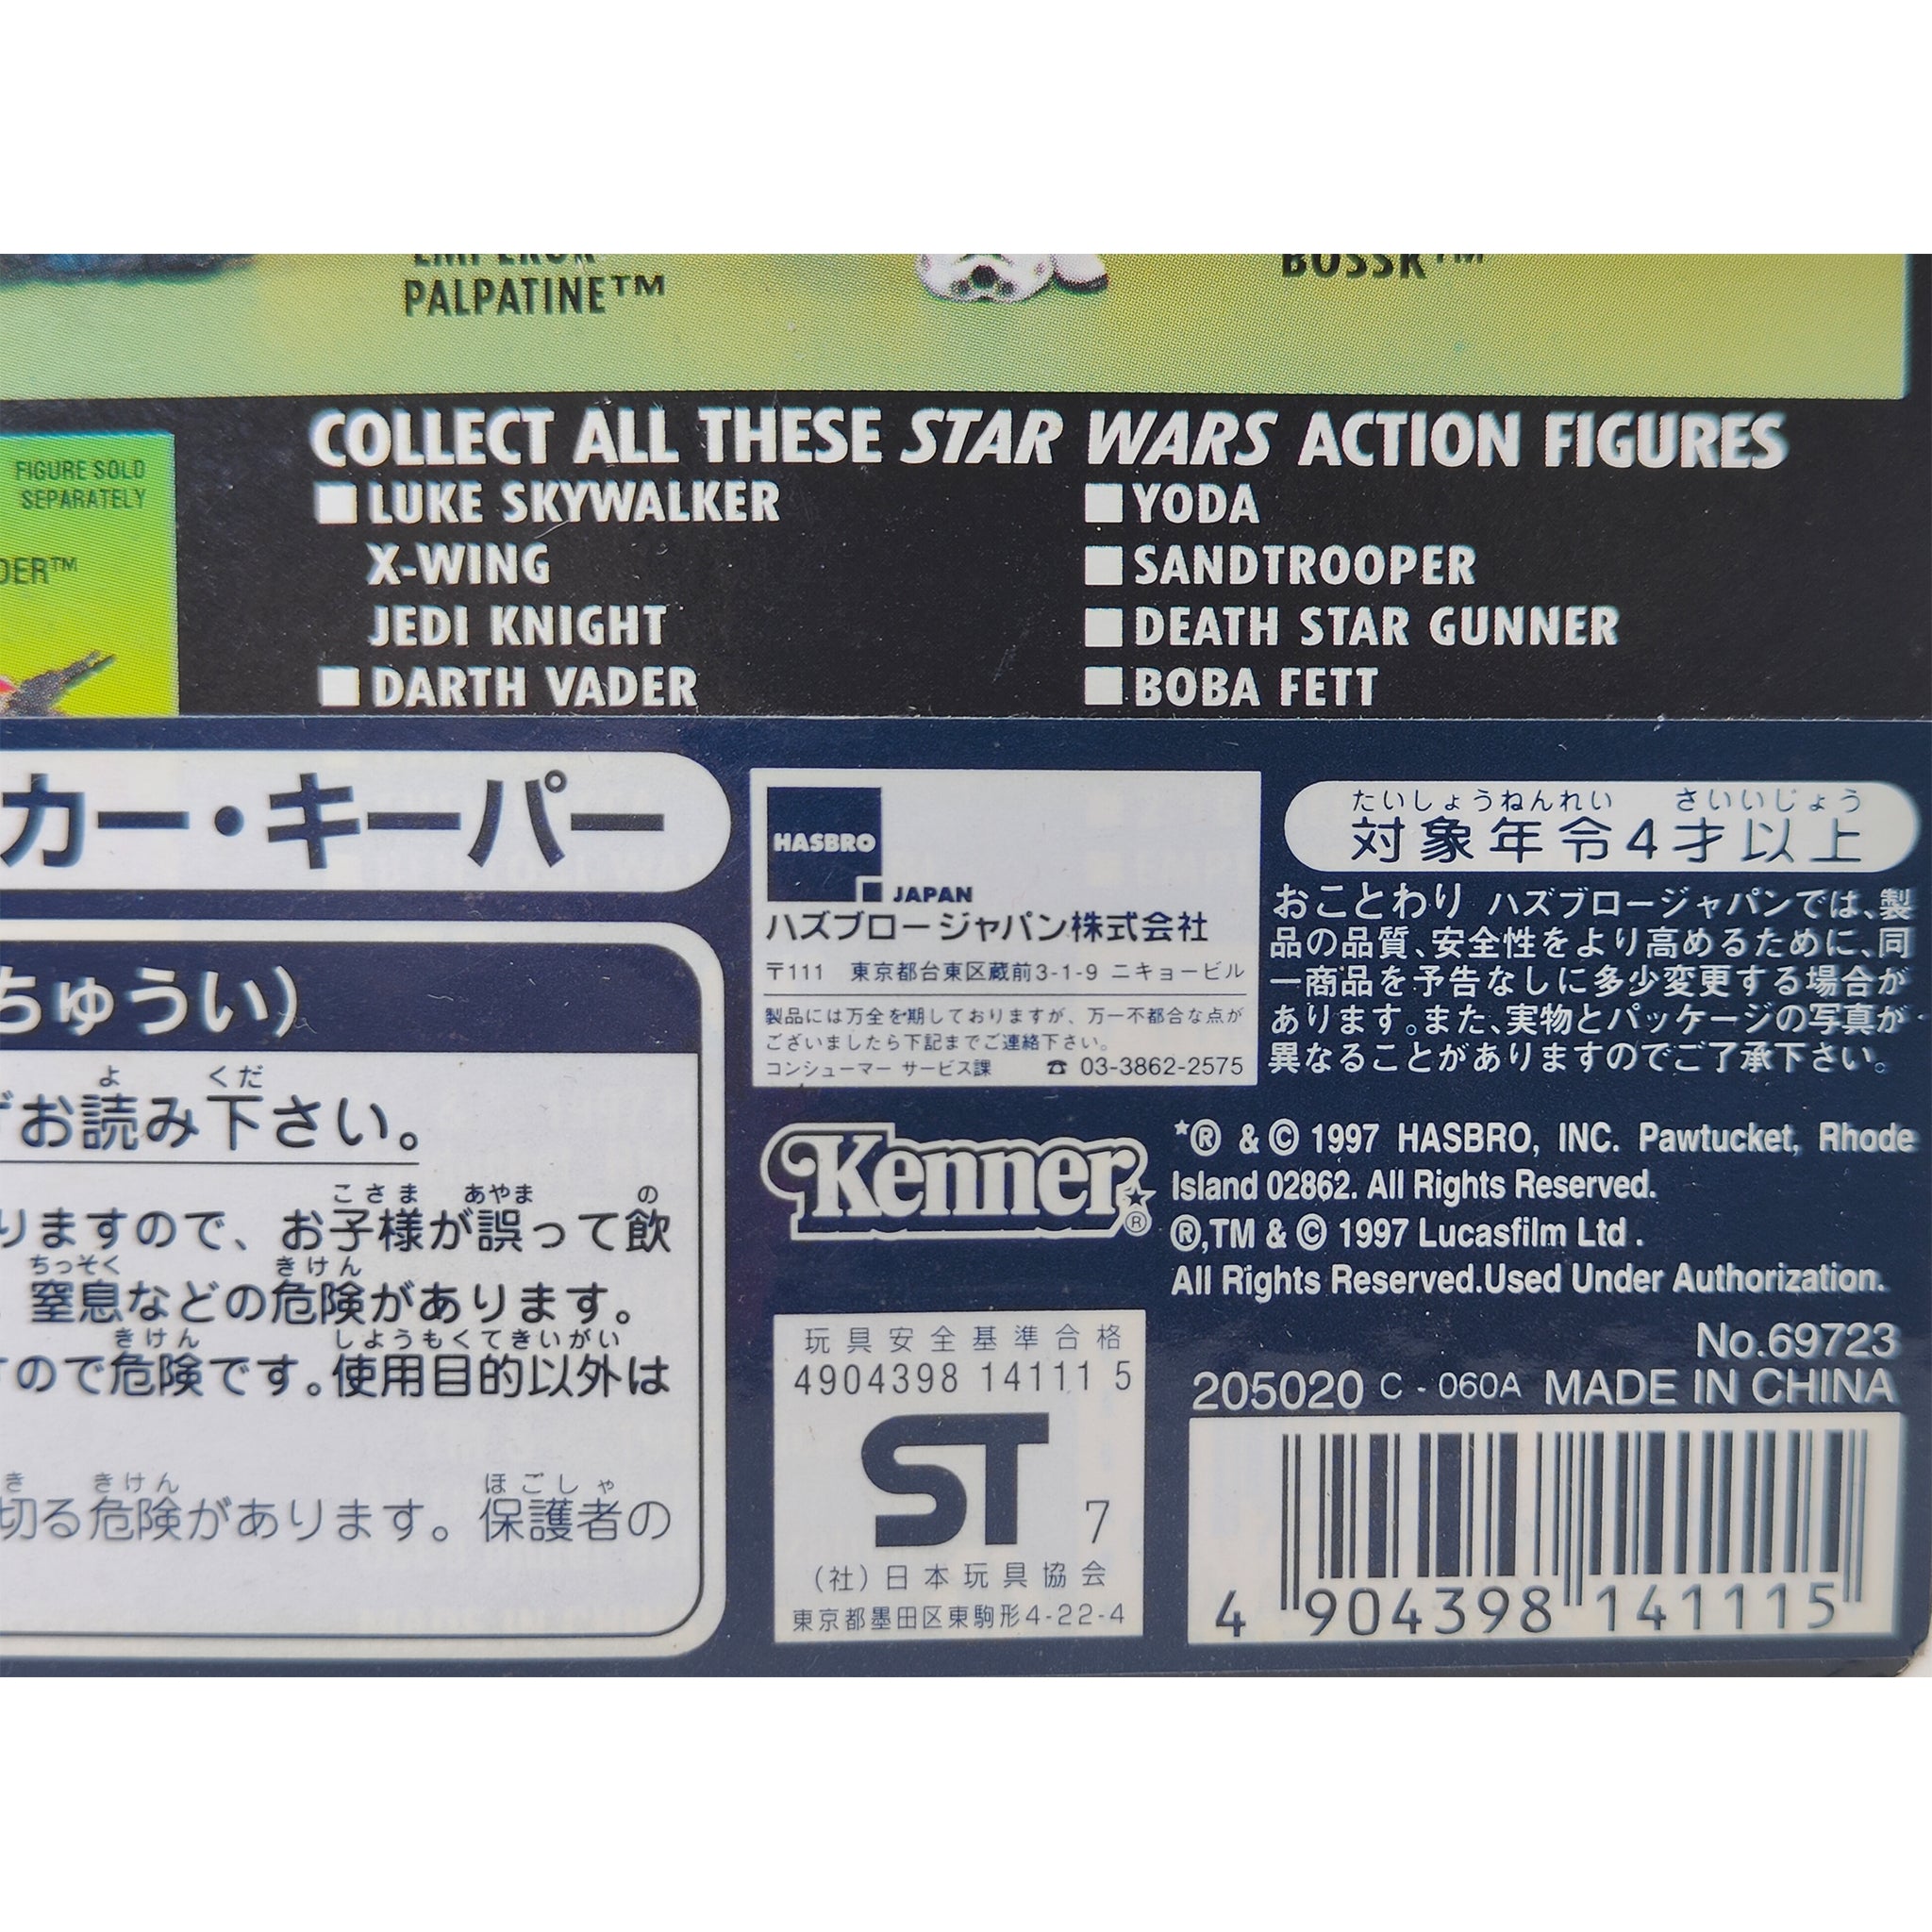 EMPEROR
PALPATINE™
BOSSK™
FIGURE SOLD
SEPARATELY
DER™
COLLECT ALL THESE STAR WARS ACTION FIGURES
LUKE SKYWALKER
X-WING
JEDI KNIGHT
DARTH VADER
YODA
SANDTROOPER
DEATH STAR GUNNER
BOBA FETT
カー・キーパー
ちゅうい）
よ くだ
お読み下さい。
こさま あやま の
りますので、お子様が誤って飲
ちっそく きけん
窒息などの危険があります。
きけん しようもくてきいがい
ので危険です。使用目的以外は
き きけん ほごしゃ
切る危険があります。保護者の
HASBRO
JAPAN
ハズブロージャパン株式会社
〒111 東京都台東区蔵前3-1-9 ニキョービル
製品には万全を期しておりますが、万一不都合な点が
ございましたら下記までご連絡下さい。
コンシューマー サービス課 ☎ 03-3862-2575
たいしょうねんれい さいいじょう
対象年令4才以上
おことわり ハズブロージャパンでは、製
品の品質、安全性をより高めるために、同
一商品を予告なしに多少変更する場合が
あります。また、実物とパッケージの写真が
異なることがありますのでご了承下さい。
Kenner®
*® & © 1997 HASBRO, INC. Pawtucket, Rhode
Island 02862. All Rights Reserved.
®,TM & © 1997 Lucasfilm Ltd .
All Rights Reserved.Used Under Authorization.
玩具安全基準合格
4904398 14111 5
ST 7
（社）日本玩具協会
東京都墨田区東駒形4-22-4
No.69723
205020 C - 060A MADE IN CHINA
4 904398 141115